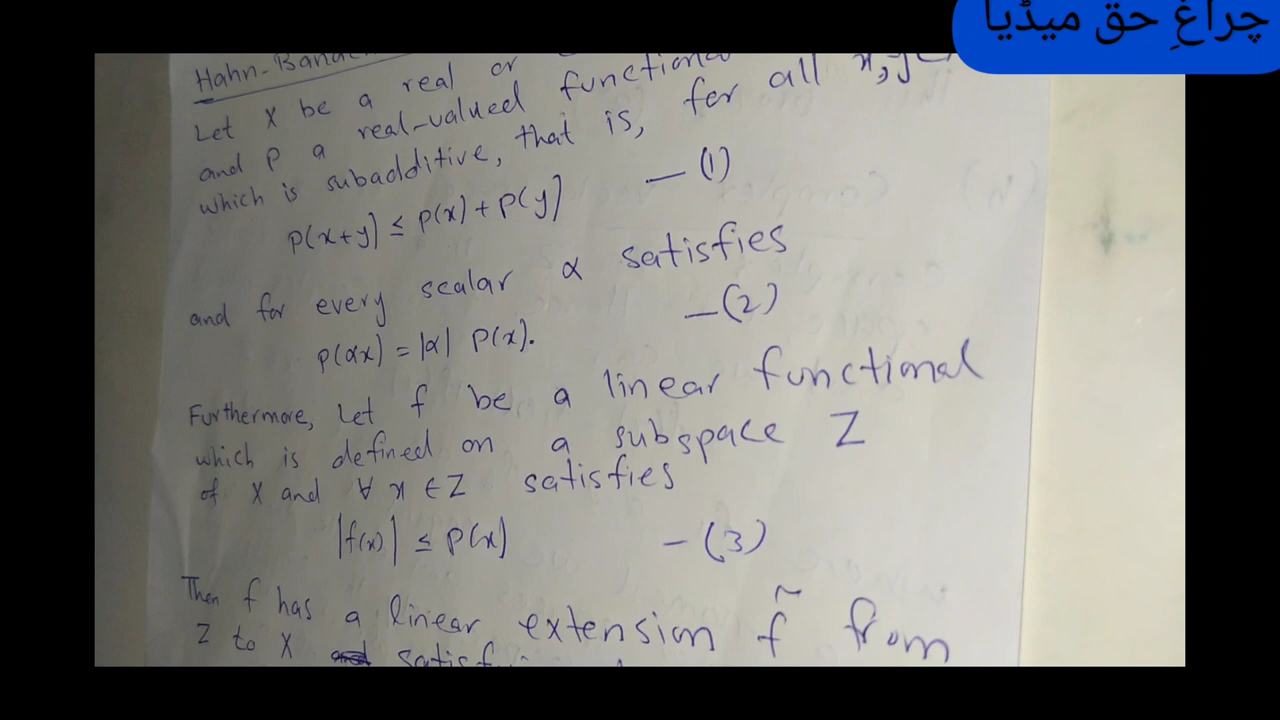 چراغِ حق میڈیا
Hahn-Banach
Let X be a real or
and p a real-valued functional
which is subadditive, that is, for all x, y
p(x+y) ≤ p(x) + p(y) — (1)
and for every scalar α satisfies
p(αx) = |α| p(x). — (2)
Furthermore, Let f be a linear functional
which is defined on a subspace Z
of X and ∀ x ∈ Z satisfies
|f(x)| ≤ p(x) — (3)
Then f has a linear extension f̃ from
Z to X